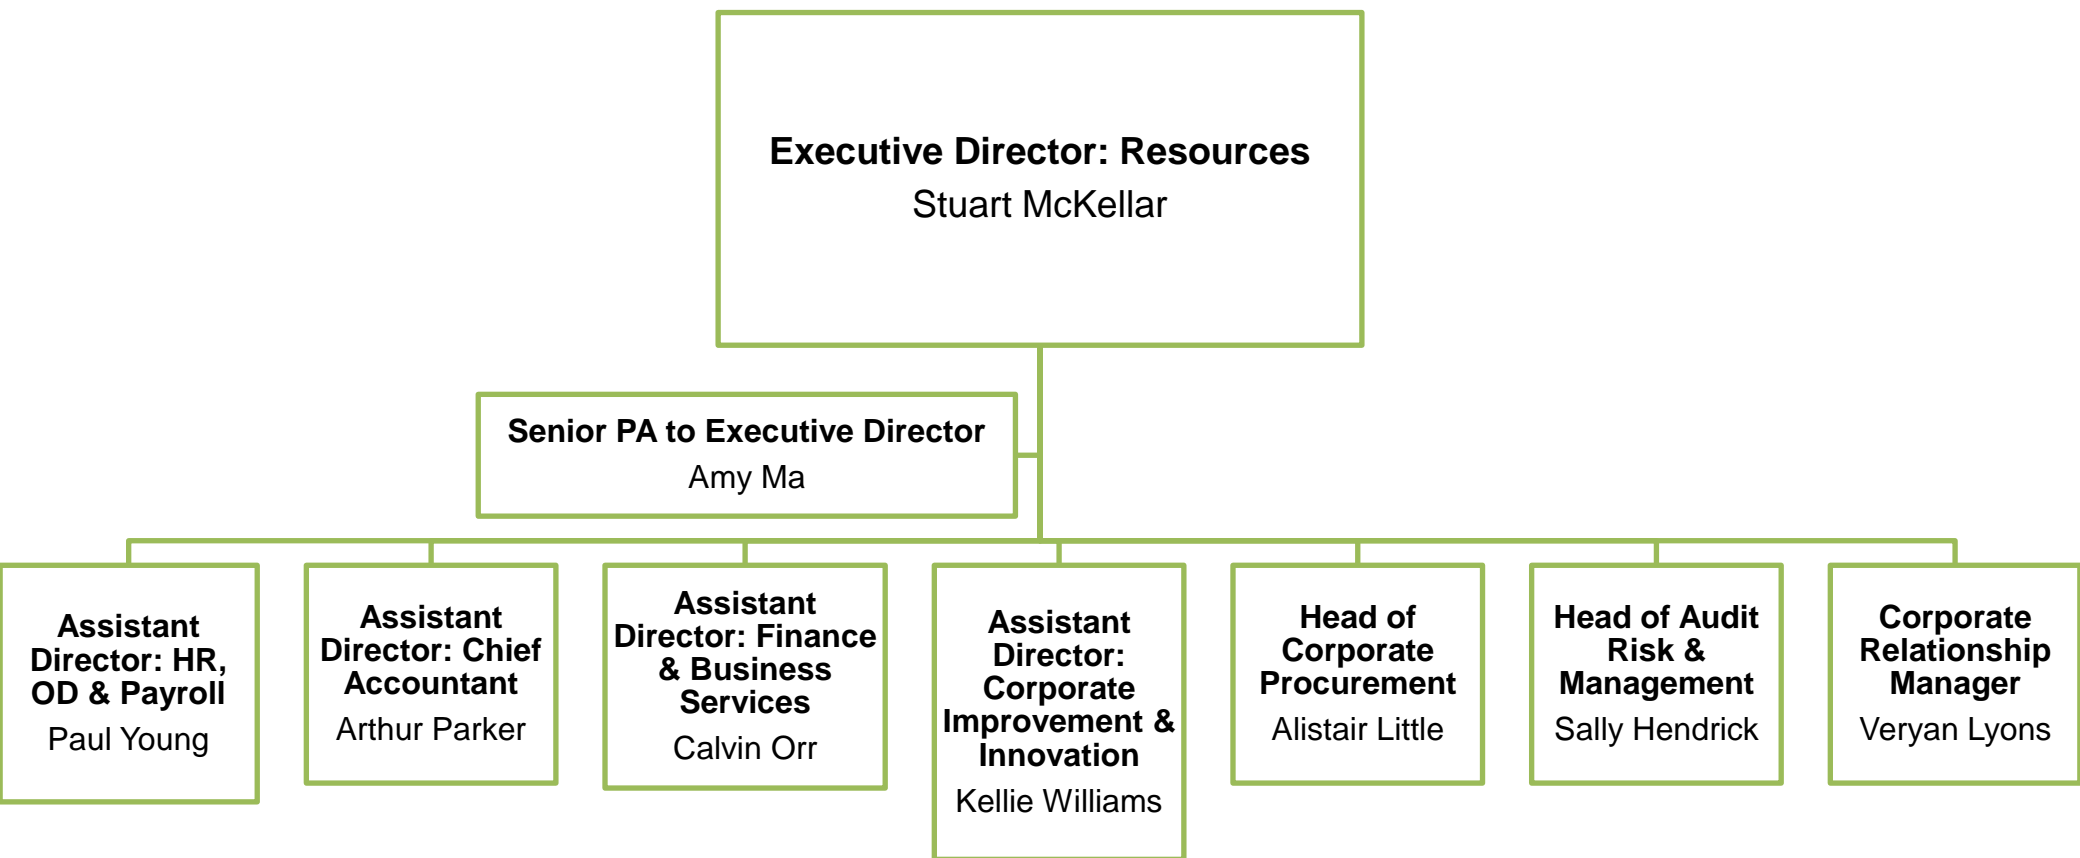 Executive Director: Resources
Stuart McKellar
Senior PA to Executive Director
Amy Ma
Assistant
Director: HR,
OD & Payroll
Paul Young
Assistant
Director: Chief
Accountant
Arthur Parker
Assistant
Director: Finance
& Business
Services
Calvin Orr
Assistant
Director:
Corporate
Improvement &
Innovation
Kellie Williams
Head of
Corporate
Procurement
Alistair Little
Head of Audit
Risk &
Management
Sally Hendrick
Corporate
Relationship
Manager
Veryan Lyons